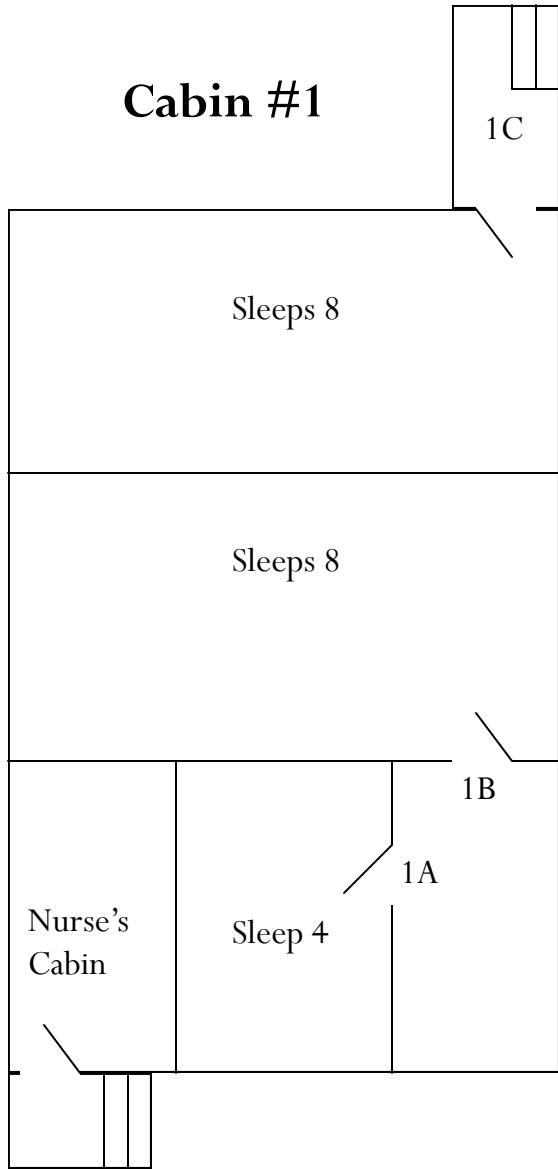 Cabin #1
1C
Sleeps 8
Sleeps 8
1B
1A
Nurse’s
Cabin
Sleep 4